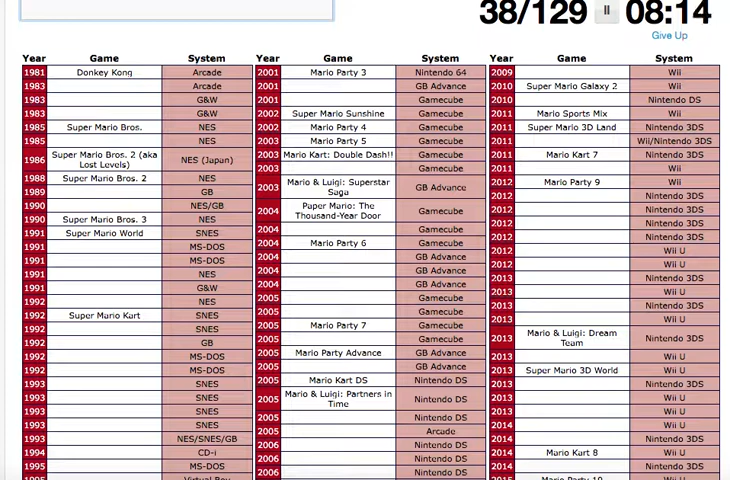 38/129 08:14
Give Up
Year Game System
1981 Donkey Kong Arcade
1983 Arcade
1983 G&W
1983 G&W
1985 Super Mario Bros. NES
1986 Super Mario Bros. 2 (aka
Lost Levels) NES (Japan)
1988 Super Mario Bros. 2 NES
1989 GB
1990 NES/GB
1990 Super Mario Bros. 3 NES
1991 Super Mario World SNES
1991 MS-DOS
1991 MS-DOS
1991 NES
1991 G&W
1992 NES
1992 Super Mario Kart SNES
1992 SNES
1992 GB
1992 MS-DOS
1992 MS-DOS
1993 SNES
1993 SNES
1993 SNES
1993 SNES
1993 NES/SNES/GB
1994 CD-i
1995 MS-DOS
Virtual Boy
Year Game System
2001 Mario Party 3 Nintendo 64
2001 GB Advance
2001 Gamecube
2002 Super Mario Sunshine Gamecube
2002 Mario Party 4 Gamecube
2003 Mario Party 5 Gamecube
2003 Mario Kart: Double Dash!! Gamecube
2003 Gamecube
2003 Mario & Luigi: Superstar
Saga GB Advance
2004 Paper Mario: The
Thousand-Year Door Gamecube
2004 Gamecube
2004 Mario Party 6 Gamecube
2004 GB Advance
2004 GB Advance
2004 GB Advance
2005 Gamecube
2005 Gamecube
2005 Mario Party 7 Gamecube
2005 Gamecube
2005 Mario Party Advance GB Advance
2005 GB Advance
2005 Mario Kart DS Nintendo DS
2005 Mario & Luigi: Partners in
Time Nintendo DS
2005 Nintendo DS
2005 Arcade
2006 Nintendo DS
2006 Nintendo DS
2006 Nintendo DS
Year Game System
2009 Wii
2010 Super Mario Galaxy 2 Wii
2010 Nintendo DS
2011 Mario Sports Mix Wii
2011 Super Mario 3D Land Nintendo 3DS
2011 Wii/Nintendo 3DS
2011 Mario Kart 7 Nintendo 3DS
2011 Wii
2012 Mario Party 9 Wii
2012 Nintendo 3DS
2012 Nintendo 3DS
2012 Nintendo 3DS
2012 Nintendo 3DS
2012 Wii U
2012 Wii U
2013 Nintendo 3DS
2013 Wii U
2013 Nintendo 3DS
2013 Wii U
2013 Mario & Luigi: Dream
Team Nintendo 3DS
2013 Wii U
2013 Super Mario 3D World Wii U
2013 Nintendo 3DS
2013 Wii U
2013 Wii U
2014 Wii U
2014 Nintendo 3DS
2014 Mario Kart 8 Wii U
2014 Nintendo 3DS
2015 Mario Party 10 Wii U